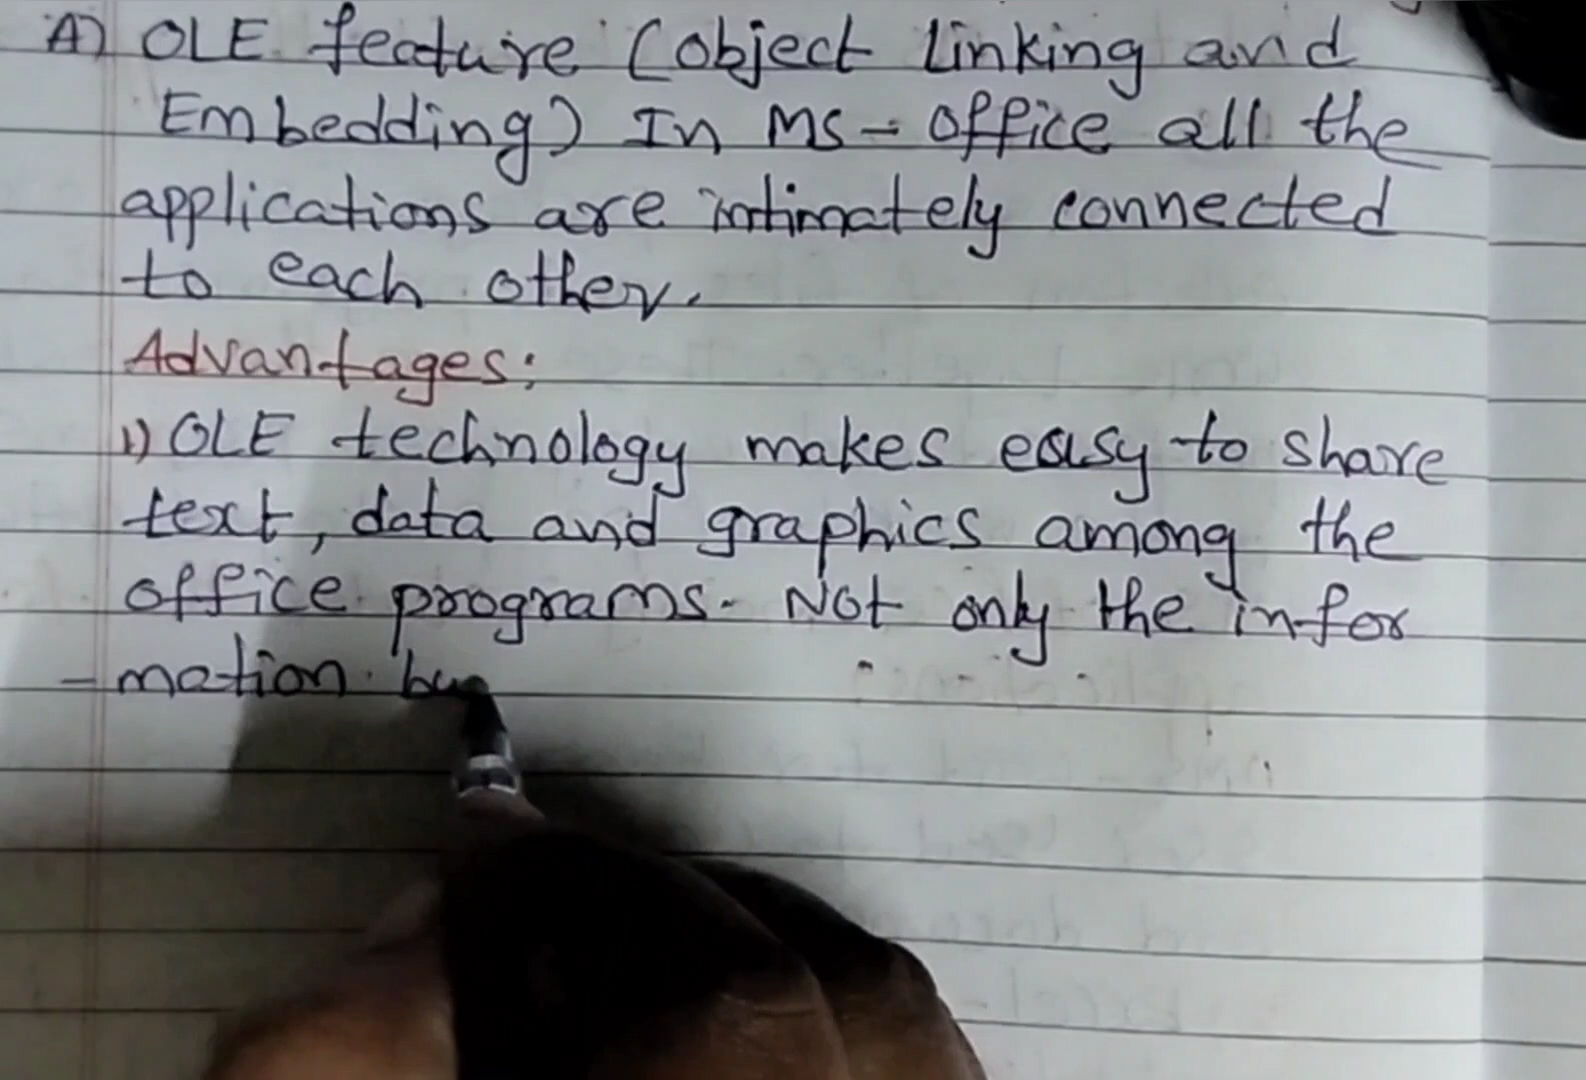 A) OLE feature (object Linking and
Embedding) In MS - office all the
applications are intimately connected
to each other.
Advantages:
1) OLE technology makes easy to share
text, data and graphics among the
office programs. Not only the infor
- mation bu